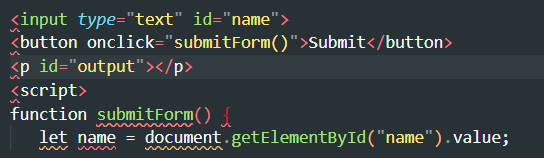 <input type="text" id="name">
<button onclick="submitForm()">Submit</button>
<p id="output"></p>
<script>
function submitForm() {
let name = document.getElementById("name").value;